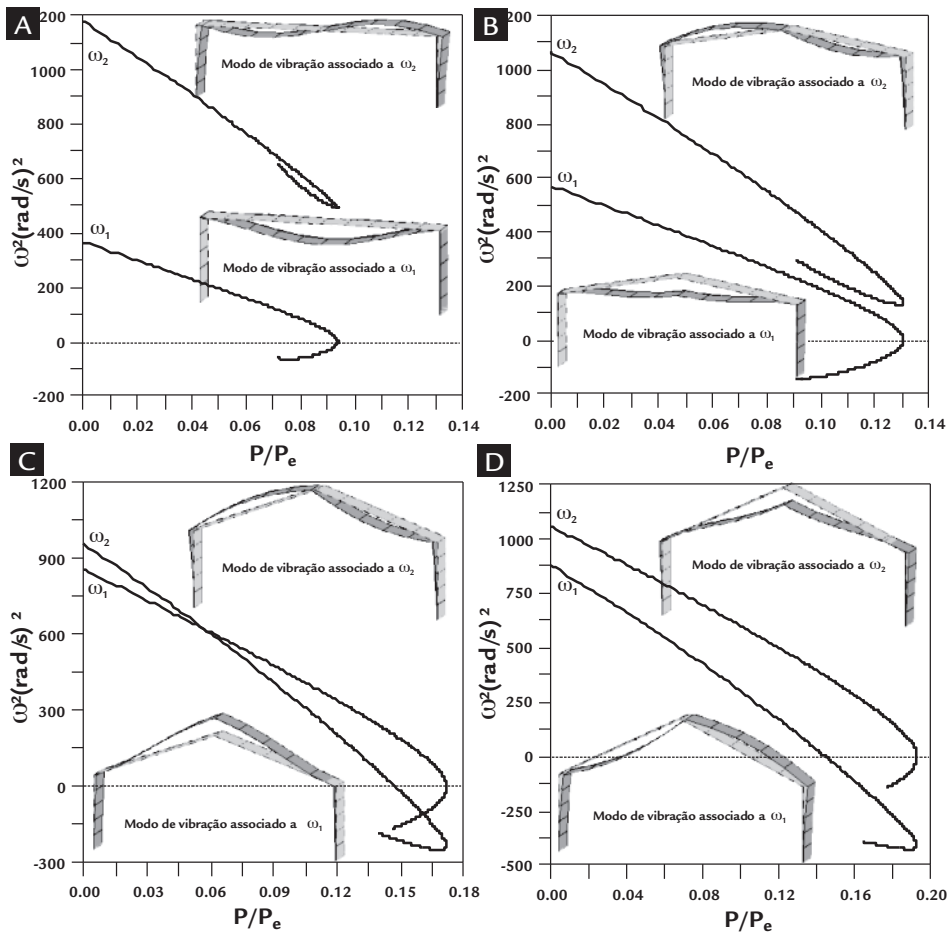 A
1200
1000
800
600
400
200
0
-200
ω²(rad/s)²
ω₂
ω₁
Modo de vibração associado a ω₂
Modo de vibração associado a ω₁
0.00 0.02 0.04 0.06 0.08 0.10 0.12 0.14
P/Pₑ
B
1200
1000
800
600
400
200
0
-200
ω²(rad/s)²
ω₂
ω₁
Modo de vibração associado a ω₂
Modo de vibração associado a ω₁
0.00 0.02 0.04 0.06 0.08 0.10 0.12 0.14
P/Pₑ
C
1200
900
600
300
0
-300
ω²(rad/s)²
ω₂
ω₁
Modo de vibração associado a ω₂
Modo de vibração associado a ω₁
0.00 0.03 0.06 0.09 0.12 0.15 0.18
P/Pₑ
D
1250
1000
750
500
250
0
-250
-500
ω²(rad/s)²
ω₂
ω₁
Modo de vibração associado a ω₂
Modo de vibração associado a ω₁
0.00 0.04 0.08 0.12 0.16 0.20
P/Pₑ